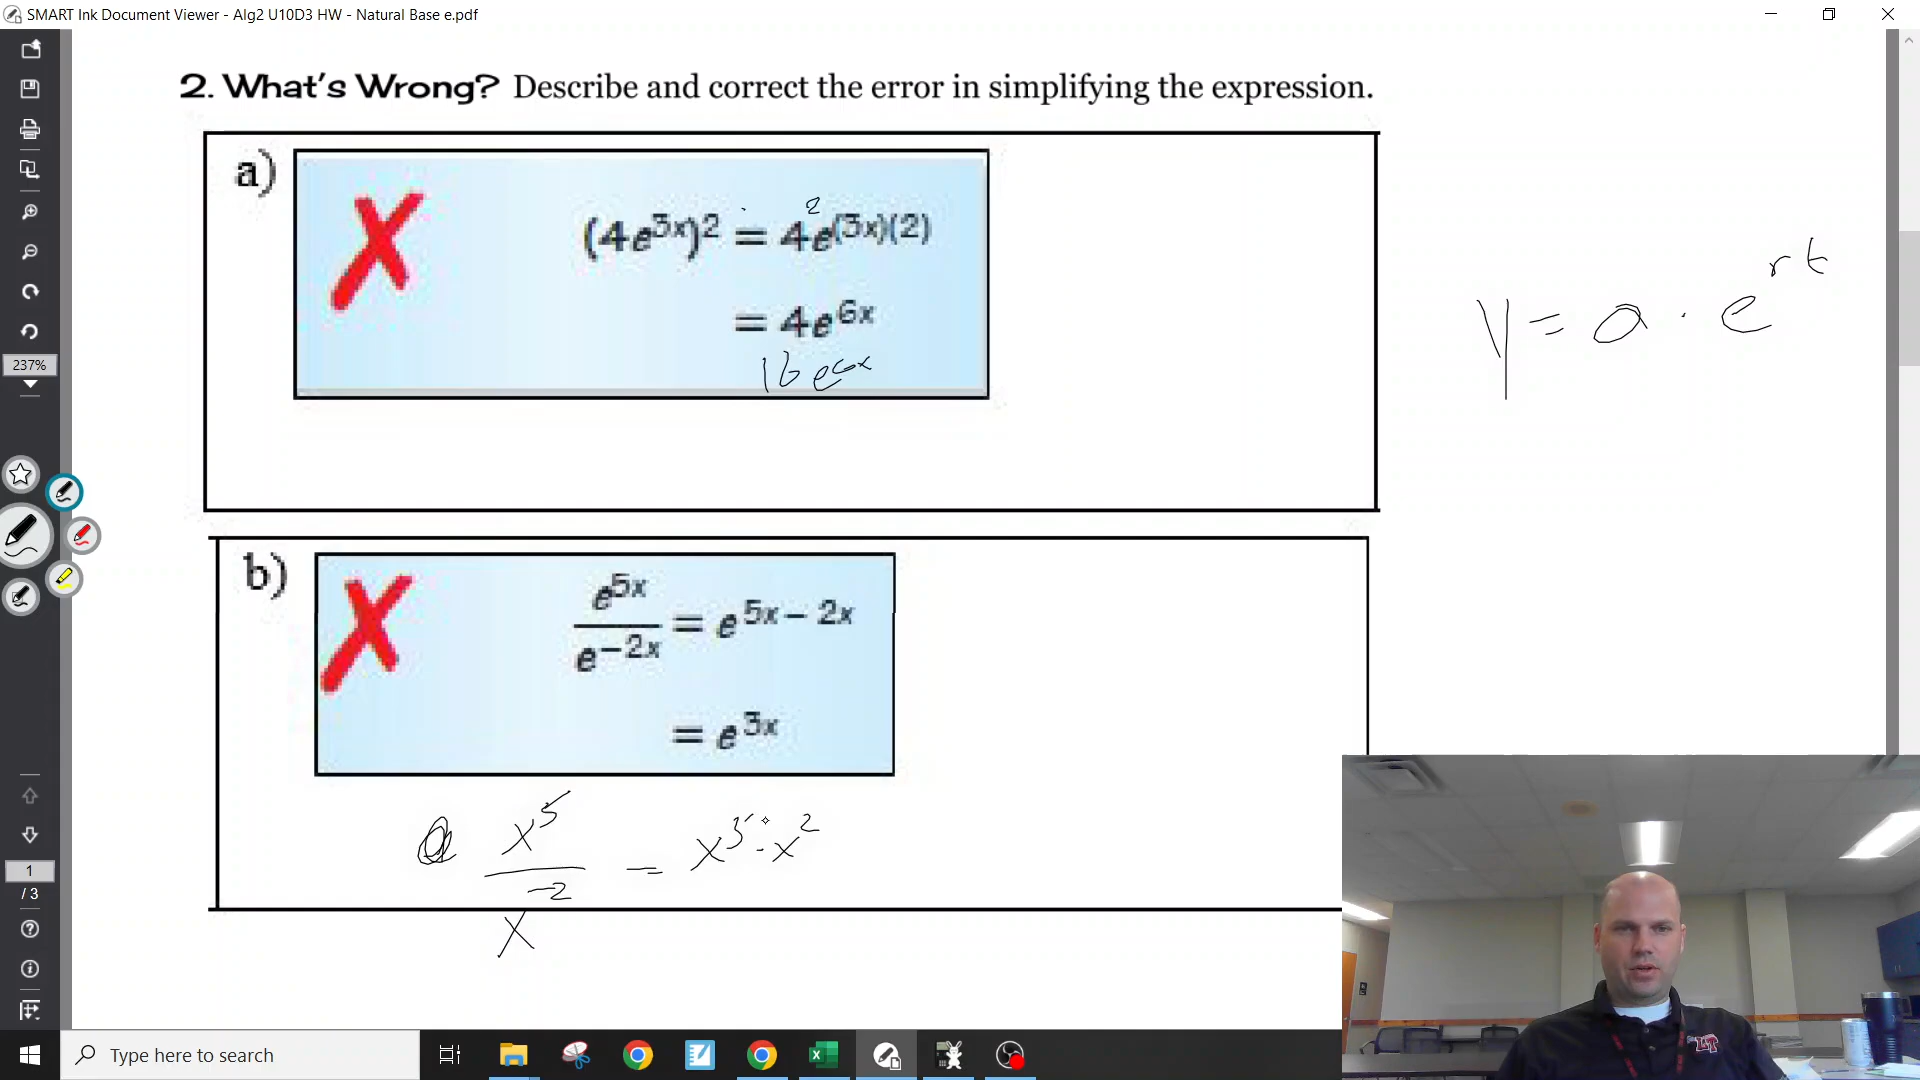 SMART Ink Document Viewer - Alg2 U10D3 HW - Natural Base e.pdf
2. What's Wrong? Describe and correct the error in simplifying the expression.
a)
(4e^{3x})^2 = 4^2e^{(3x)(2)}
= 4e^{6x}
16e^{6x}
y = a · e^{rt}
237%
b)
e^{5x}/e^{-2x} = e^{5x - 2x}
= e^{3x}
x^5/x^{-2} = x^5 · x^2
1
/ 3
Type here to search
LT